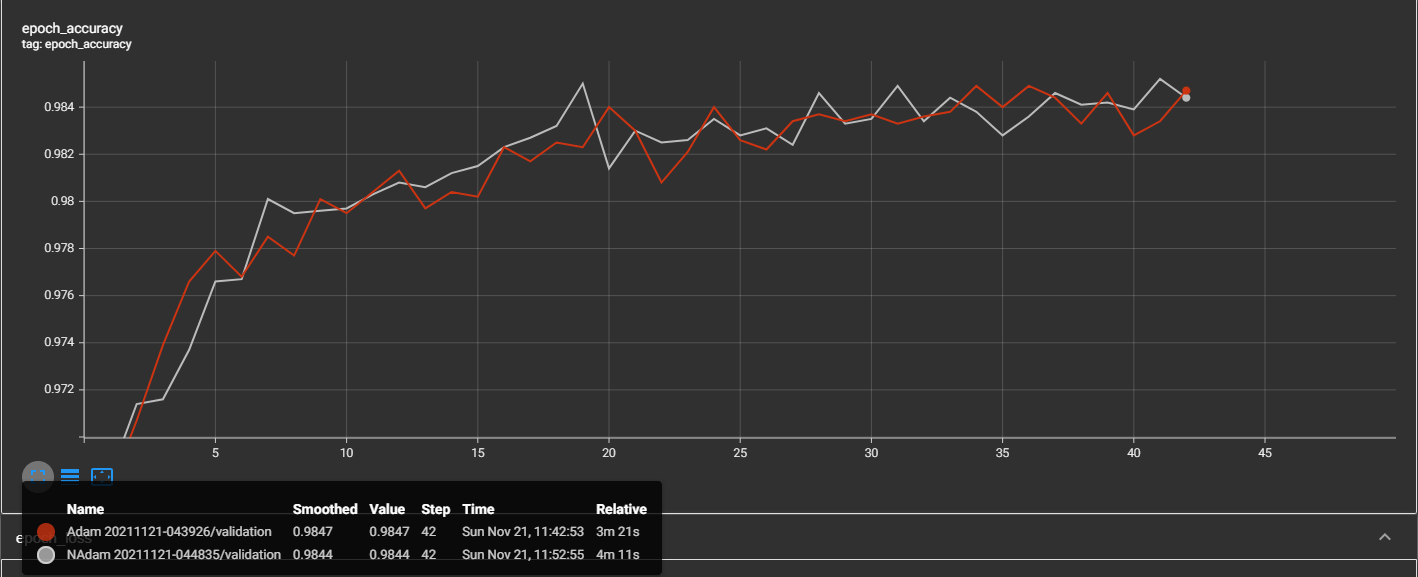 epoch_accuracy
tag: epoch_accuracy
0.984
0.982
0.98
0.978
0.976
0.974
0.972
5 10 15 20 25 30 35 40 45
Name Smoothed Value Step Time Relative
Adam 20211121-043926/validation 0.9847 0.9847 42 Sun Nov 21, 11:42:53 3m 21s
epoch_loss
NAdam 20211121-044835/validation 0.9844 0.9844 42 Sun Nov 21, 11:52:55 4m 11s